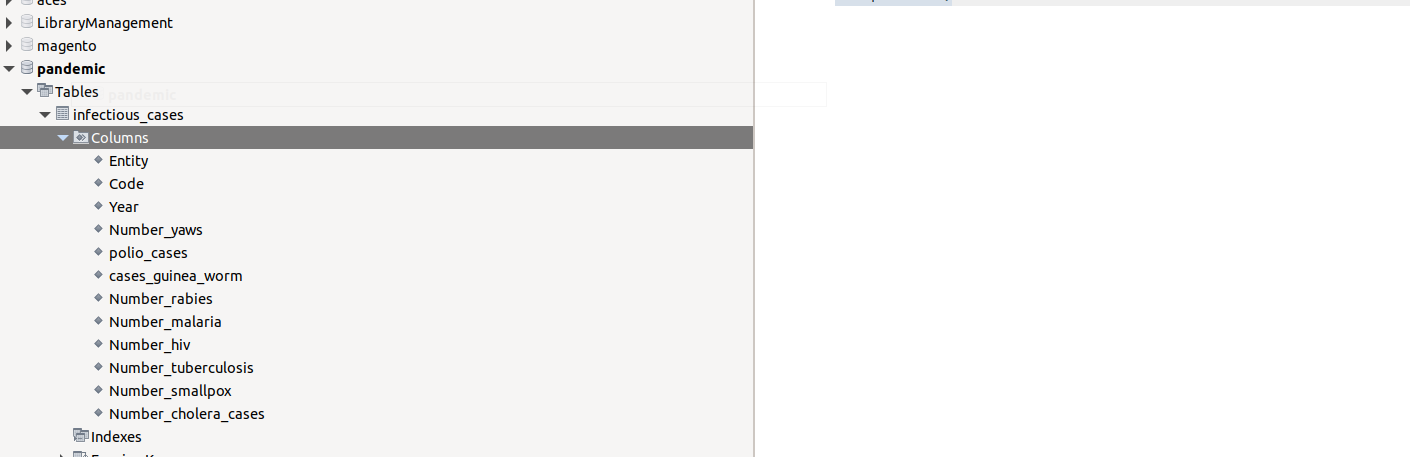 aces
LibraryManagement
magento
pandemic
Tables
pandemic
infectious_cases
Columns
Entity
Code
Year
Number_yaws
polio_cases
cases_guinea_worm
Number_rabies
Number_malaria
Number_hiv
Number_tuberculosis
Number_smallpox
Number_cholera_cases
Indexes